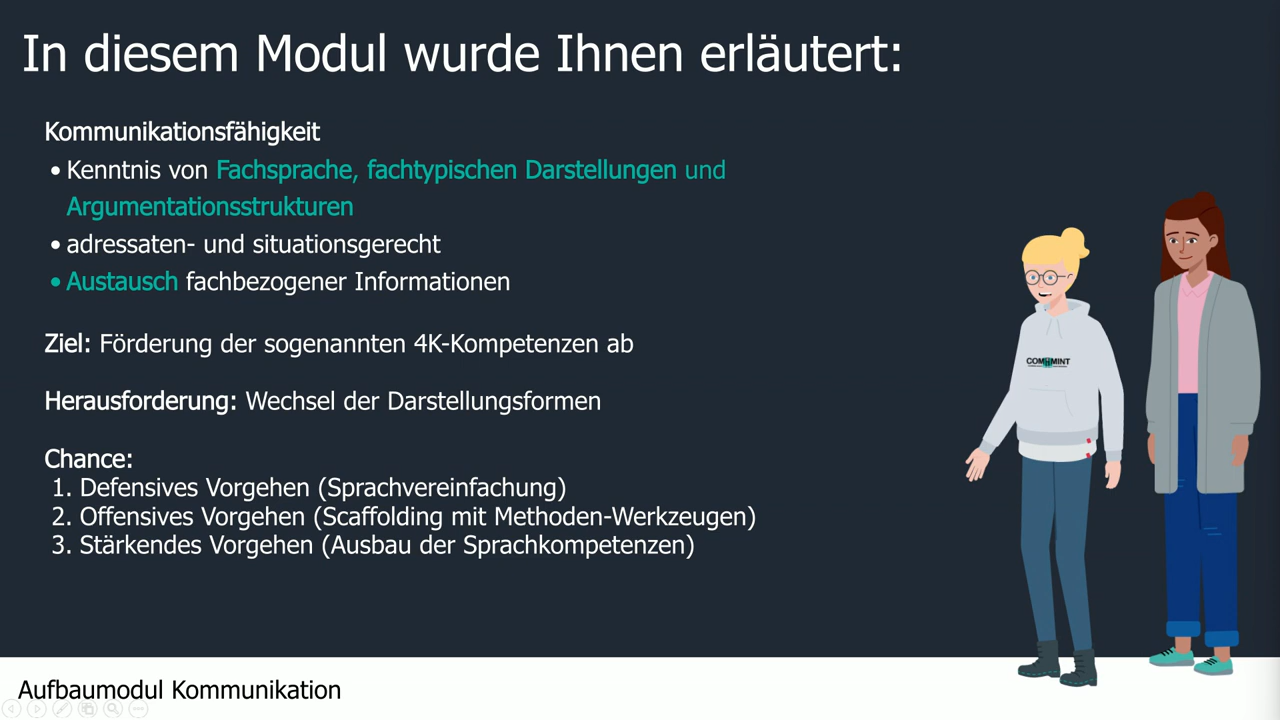 In diesem Modul wurde Ihnen erläutert:
Kommunikationsfähigkeit
• Kenntnis von Fachsprache, fachtypischen Darstellungen und
Argumentationsstrukturen
• adressaten- und situationsgerecht
• Austausch fachbezogener Informationen
Ziel: Förderung der sogenannten 4K-Kompetenzen ab
Herausforderung: Wechsel der Darstellungsformen
Chance:
1. Defensives Vorgehen (Sprachvereinfachung)
2. Offensives Vorgehen (Scaffolding mit Methoden-Werkzeugen)
3. Stärkendes Vorgehen (Ausbau der Sprachkompetenzen)
Aufbaumodul Kommunikation